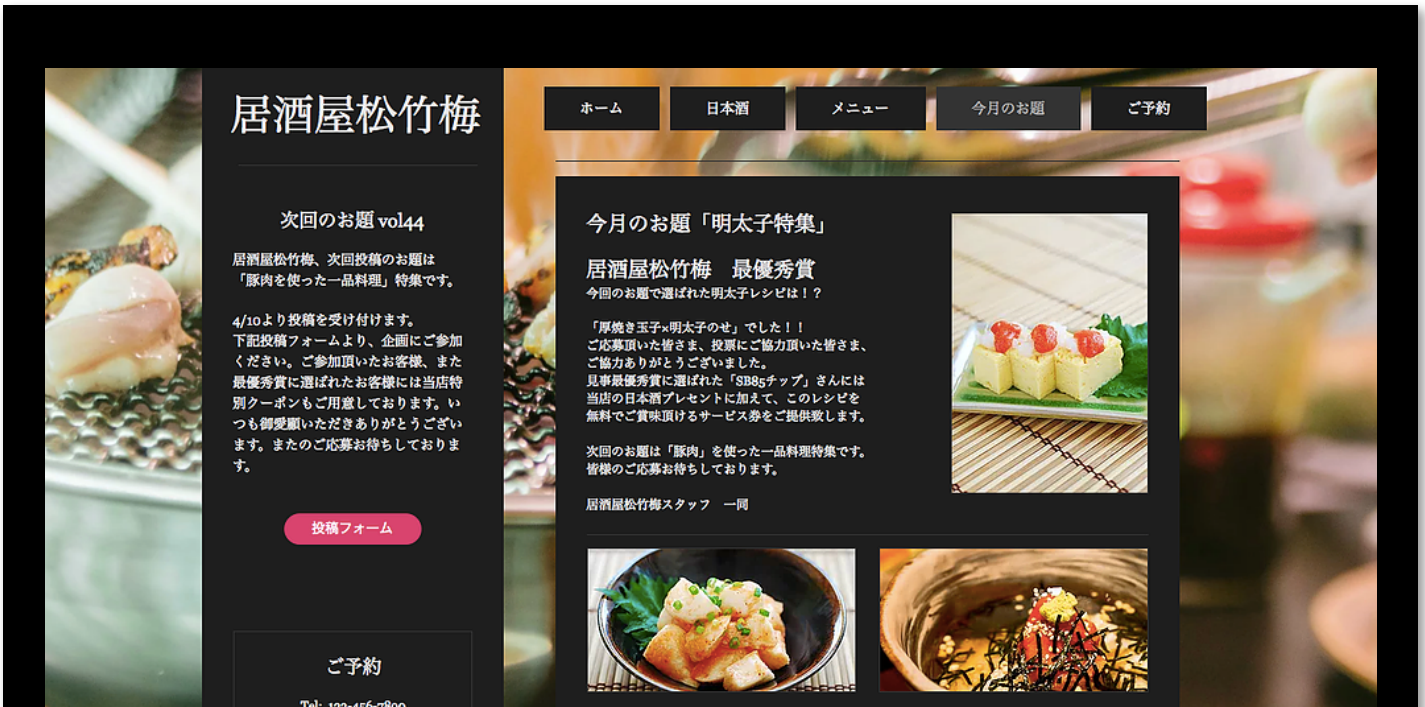 居酒屋松竹梅
ホーム
日本酒
メニュー
今月のお題
ご予約
次回のお題 vol44
居酒屋松竹梅、次回投稿のお題は
「豚肉を使った一品料理」特集です。
4/10より投稿を受け付けます。
下記投稿フォームより、企画にご参加
ください。ご参加頂いたお客様、また
最優秀賞に選ばれたお客様には当店特
別クーポンもご用意しております。い
つも御愛顧いただきありがとうござい
ます。またのご応募お待ちしておりま
す。
投稿フォーム
ご予約
Tel: 123-456-7890
今月のお題「明太子特集」
居酒屋松竹梅　最優秀賞
今回のお題で選ばれた明太子レシピは！？
「厚焼き玉子×明太子のせ」でした！！
ご応募頂いた皆さま、投票にご協力頂いた皆さま、
ご協力ありがとうございました。
見事最優秀賞に選ばれた「SB85チップ」さんには
当店の日本酒プレセントに加えて、このレシピを
無料でご賞味頂けるサービス券をご提供致します。
次回のお題は「豚肉」を使った一品料理特集です。
皆様のご応募お待ちしております。
居酒屋松竹梅スタッフ　一同